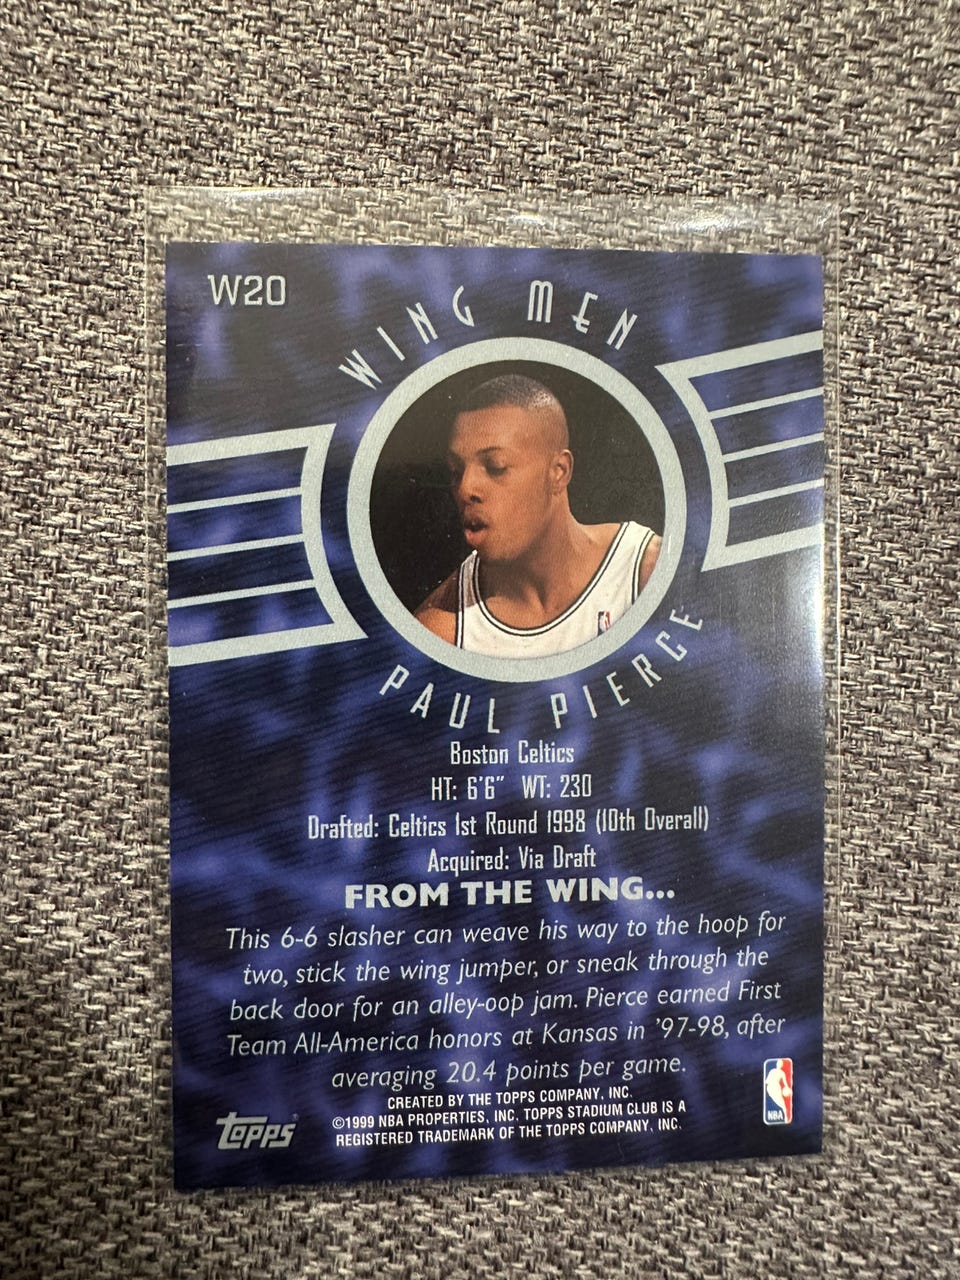 W20
WING MEN
PAUL PIERCE
Boston Celtics
HT: 6'6" WT: 230
Drafted: Celtics 1st Round 1998 (10th Overall)
Acquired: Via Draft
FROM THE WING...
This 6-6 slasher can weave his way to the hoop for
two, stick the wing jumper, or sneak through the
back door for an alley-oop jam. Pierce earned First
Team All-America honors at Kansas in '97-98, after
averaging 20.4 points per game.
CREATED BY THE TOPPS COMPANY, INC.
©1999 NBA PROPERTIES, INC. TOPPS STADIUM CLUB IS A
REGISTERED TRADEMARK OF THE TOPPS COMPANY, INC.
TOPPS®
NBA